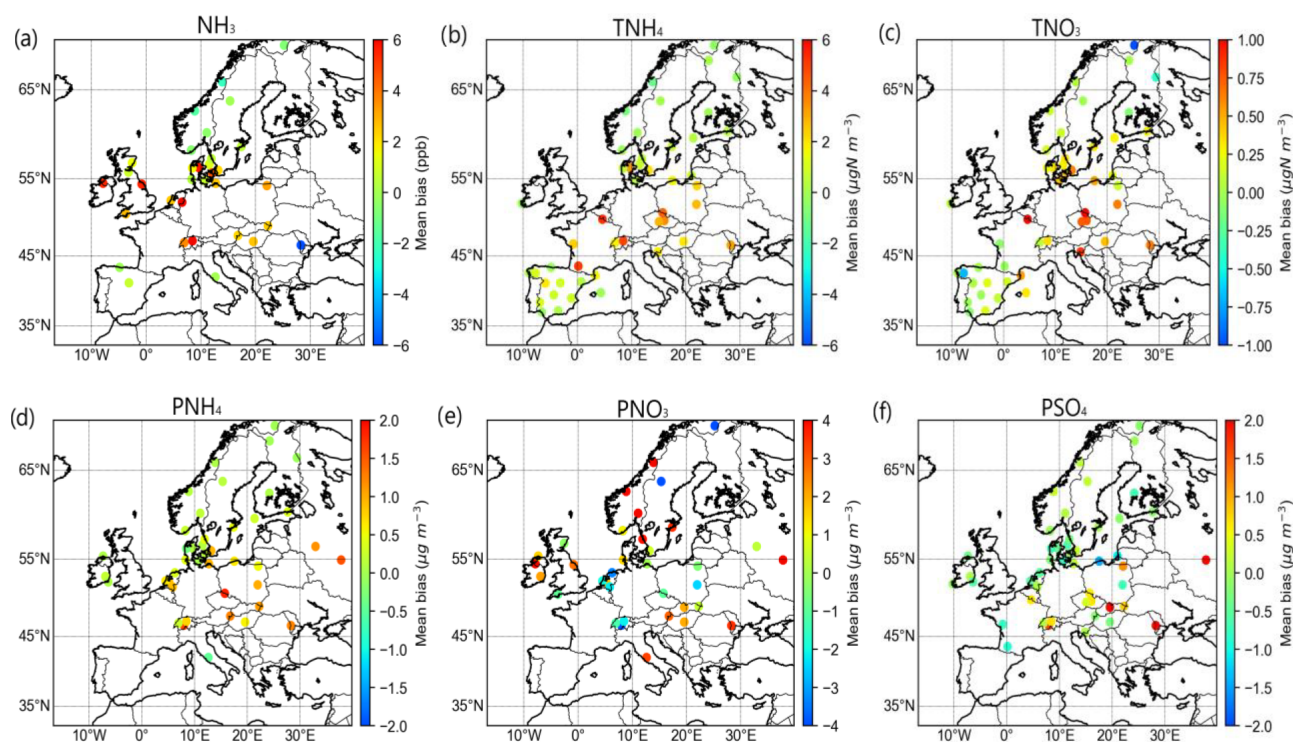 (a) NH₃
65°N
55°N
45°N
35°N
10°W 0° 10°E 20°E 30°E
6
4
2
0
−2
−4
−6
Mean bias (ppb)
(b) TNH₄
65°N
55°N
45°N
35°N
10°W 0° 10°E 20°E 30°E
6
4
2
0
−2
−4
−6
Mean bias (μgN m⁻³)
(c) TNO₃
65°N
55°N
45°N
35°N
10°W 0° 10°E 20°E 30°E
1.00
0.75
0.50
0.25
0.00
−0.25
−0.50
−0.75
−1.00
Mean bias (μgN m⁻³)
(d) PNH₄
65°N
55°N
45°N
35°N
10°W 0° 10°E 20°E 30°E
2.0
1.5
1.0
0.5
0.0
−0.5
−1.0
−1.5
−2.0
Mean bias (μg m⁻³)
(e) PNO₃
65°N
55°N
45°N
35°N
10°W 0° 10°E 20°E 30°E
4
3
2
1
0
−1
−2
−3
−4
Mean bias (μg m⁻³)
(f) PSO₄
65°N
55°N
45°N
35°N
10°W 0° 10°E 20°E 30°E
2.0
1.5
1.0
0.5
0.0
−0.5
−1.0
−1.5
−2.0
Mean bias (μg m⁻³)